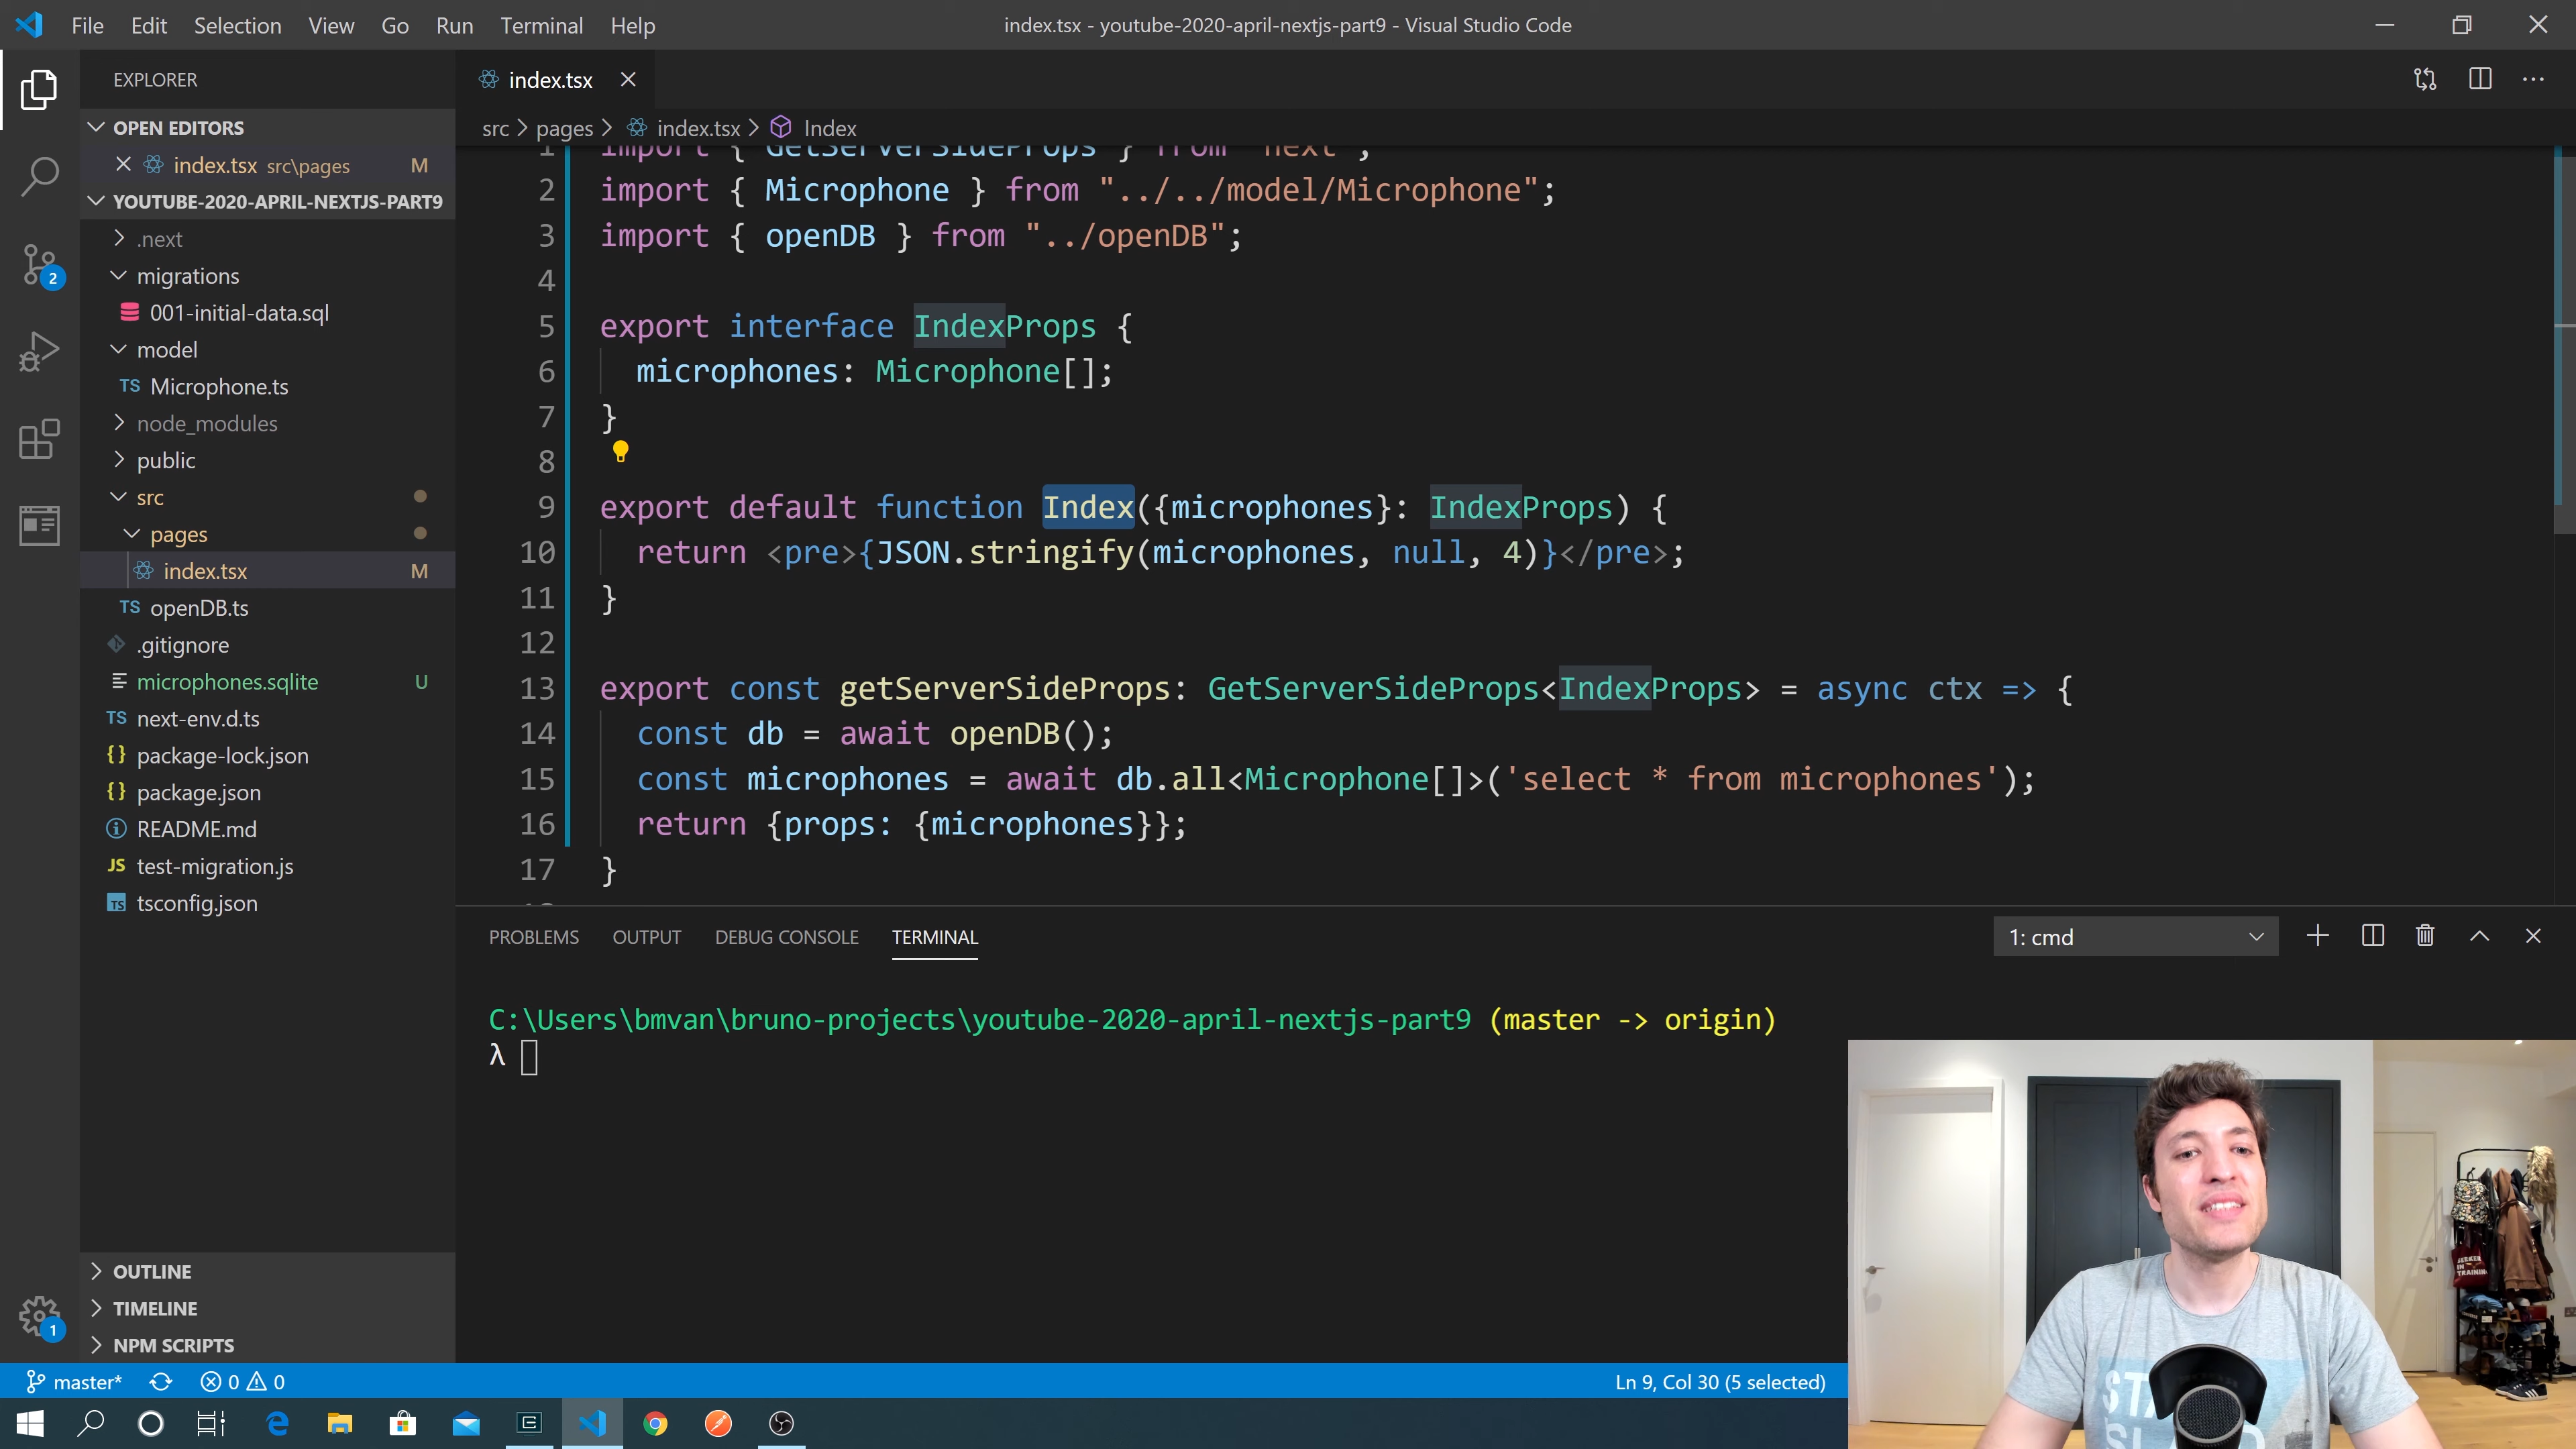 File Edit Selection View Go Run Terminal Help
index.tsx - youtube-2020-april-nextjs-part9 - Visual Studio Code
EXPLORER
OPEN EDITORS
index.tsx src\pages M
YOUTUBE-2020-APRIL-NEXTJS-PART9
.next
migrations
001-initial-data.sql
model
TS Microphone.ts
node_modules
public
src
pages
index.tsx M
TS openDB.ts
.gitignore
microphones.sqlite U
TS next-env.d.ts
{} package-lock.json
{} package.json
README.md
JS test-migration.js
TS tsconfig.json
OUTLINE
TIMELINE
NPM SCRIPTS
2
1
index.tsx
src > pages > index.tsx > Index
1 import { GetServerSideProps } from 'next';
2 import { Microphone } from "../../model/Microphone";
3 import { openDB } from "../openDB";
4
5 export interface IndexProps {
6 microphones: Microphone[];
7 }
8
9 export default function Index({microphones}: IndexProps) {
10 return <pre>{JSON.stringify(microphones, null, 4)}</pre>;
11 }
12
13 export const getServerSideProps: GetServerSideProps<IndexProps> = async ctx => {
14 const db = await openDB();
15 const microphones = await db.all<Microphone[]>('select * from microphones');
16 return {props: {microphones}};
17 }
PROBLEMS OUTPUT DEBUG CONSOLE TERMINAL
1: cmd
C:\Users\bmvan\bruno-projects\youtube-2020-april-nextjs-part9 (master -> origin)
λ
master* 0 0
Ln 9, Col 30 (5 selected)
IN
TRAINING